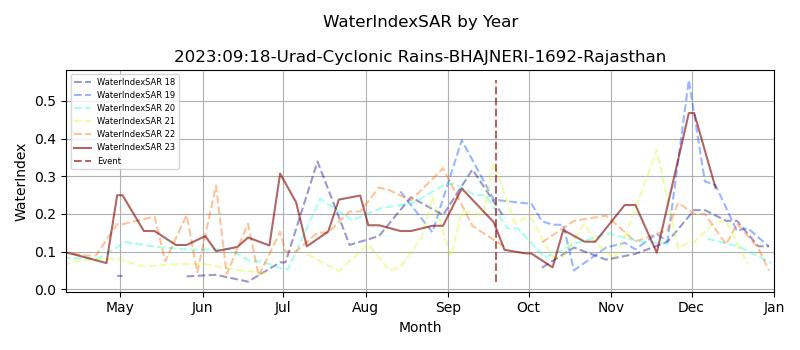 WaterIndexSAR by Year
2023:09:18-Urad-Cyclonic Rains-BHAJNERI-1692-Rajasthan
WaterIndexSAR 18
WaterIndexSAR 19
WaterIndexSAR 20
WaterIndexSAR 21
WaterIndexSAR 22
WaterIndexSAR 23
Event
WaterIndex
0.5
0.4
0.3
0.2
0.1
0.0
May Jun Jul Aug Sep Oct Nov Dec Jan
Month